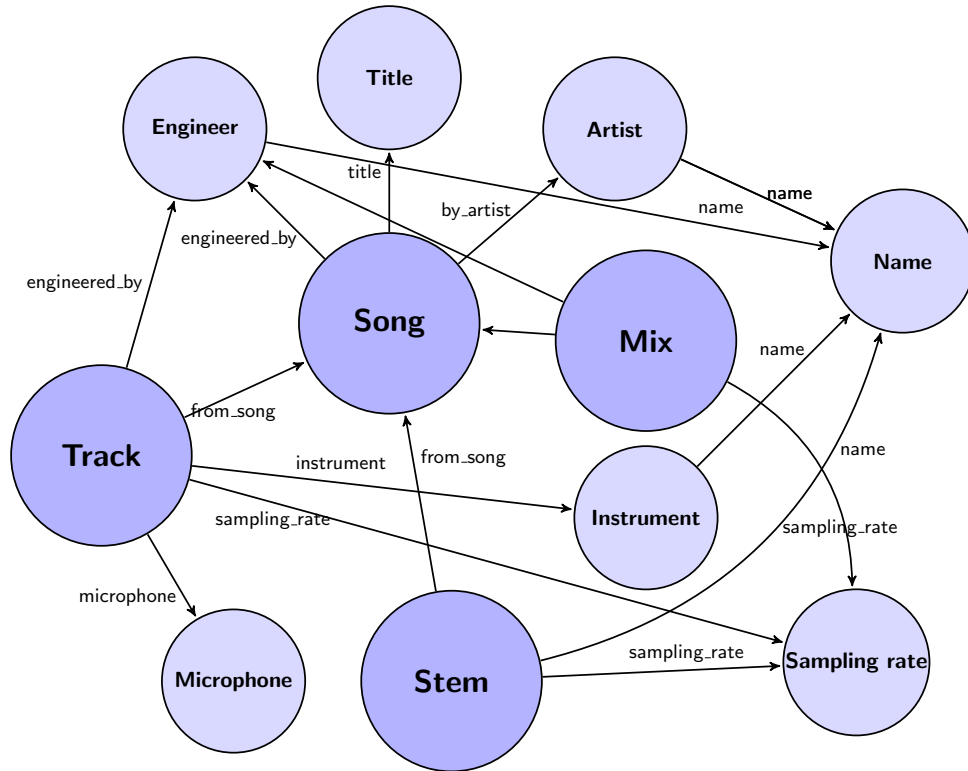 Title
Engineer
Artist
title
name
by_artist
name
engineered_by
Name
engineered_by
Song
Mix
name
from_song
Track
from_song
name
instrument
Instrument
sampling_rate
sampling_rate
microphone
sampling_rate
Sampling rate
Microphone
Stem